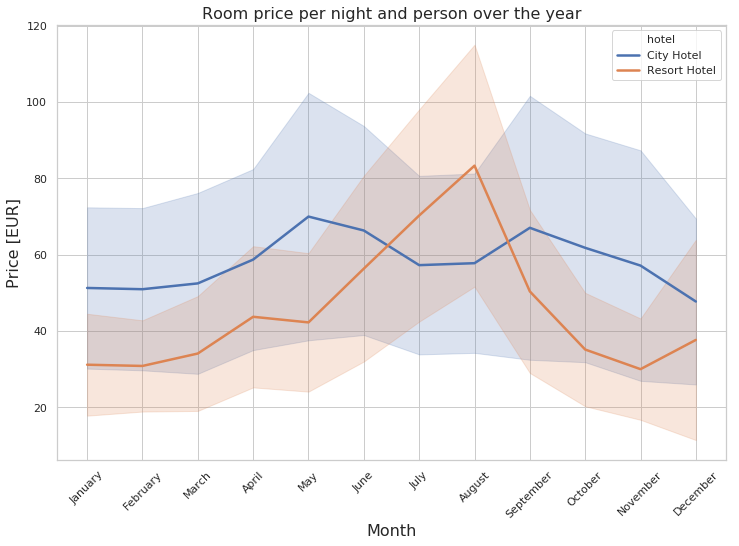 Room price per night and person over the year
hotel
City Hotel
Resort Hotel
120
100
80
60
40
20
Price [EUR]
January
February
March
April
May
June
July
August
September
October
November
December
Month